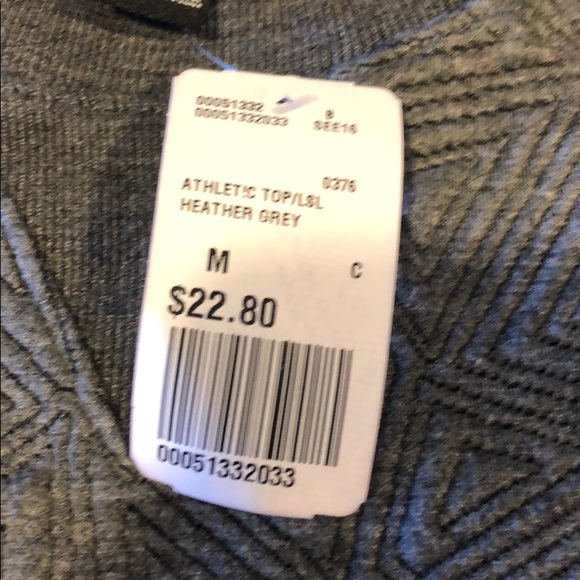 00051332 B
00051332033 SEE16
0376
ATHLETIC TOP/LSL
HEATHER GREY
M C
$22.80
00051332033